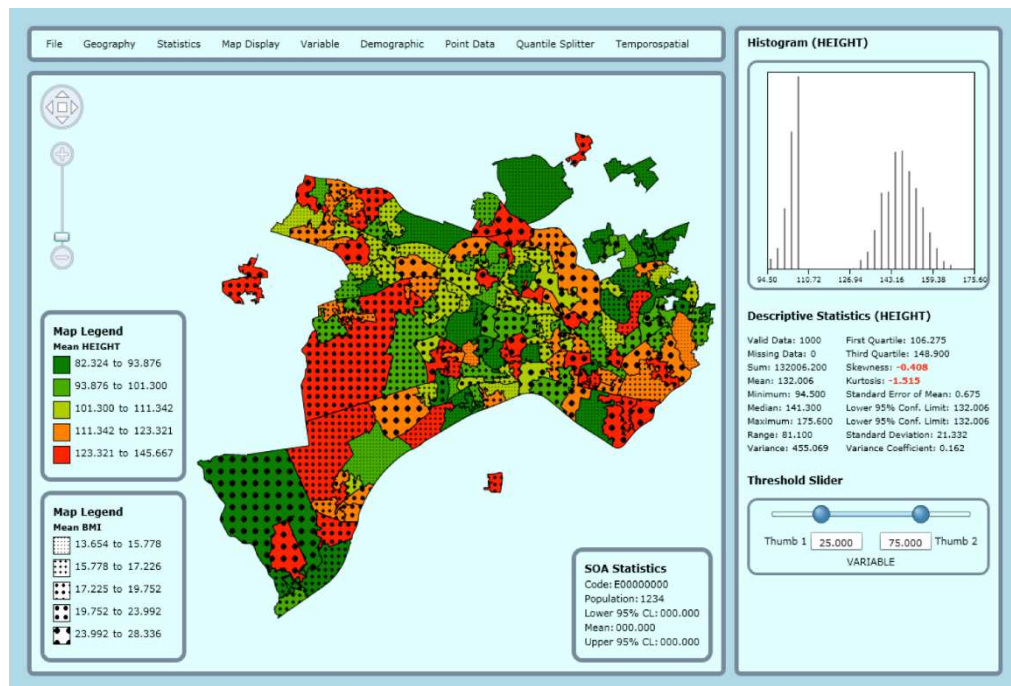 File Geography Statistics Map Display Variable Demographic Point Data Quantile Splitter Temporospatial
Map Legend
Mean HEIGHT
82.324 to 93.876
93.876 to 101.300
101.300 to 111.342
111.342 to 123.321
123.321 to 145.667
Map Legend
Mean BMI
13.654 to 15.778
15.778 to 17.226
17.225 to 19.752
19.752 to 23.992
23.992 to 28.336
SOA Statistics
Code: E00000000
Population: 1234
Lower 95% CL: 000.000
Mean: 000.000
Upper 95% CL: 000.000
Histogram (HEIGHT)
94.50 110.72 126.94 143.16 159.38 175.60
Descriptive Statistics (HEIGHT)
Valid Data: 1000 First Quartile: 106.275
Missing Data: 0 Third Quartile: 148.900
Sum: 132006.200 Skewness: -0.408
Mean: 132.006 Kurtosis: -1.515
Minimum: 94.500 Standard Error of Mean: 0.675
Median: 141.300 Lower 95% Conf. Limit: 132.006
Maximum: 175.600 Lower 95% Conf. Limit: 132.006
Range: 81.100 Standard Deviation: 21.332
Variance: 455.069 Variance Coefficient: 0.162
Threshold Slider
Thumb 1 25.000 75.000 Thumb 2
VARIABLE